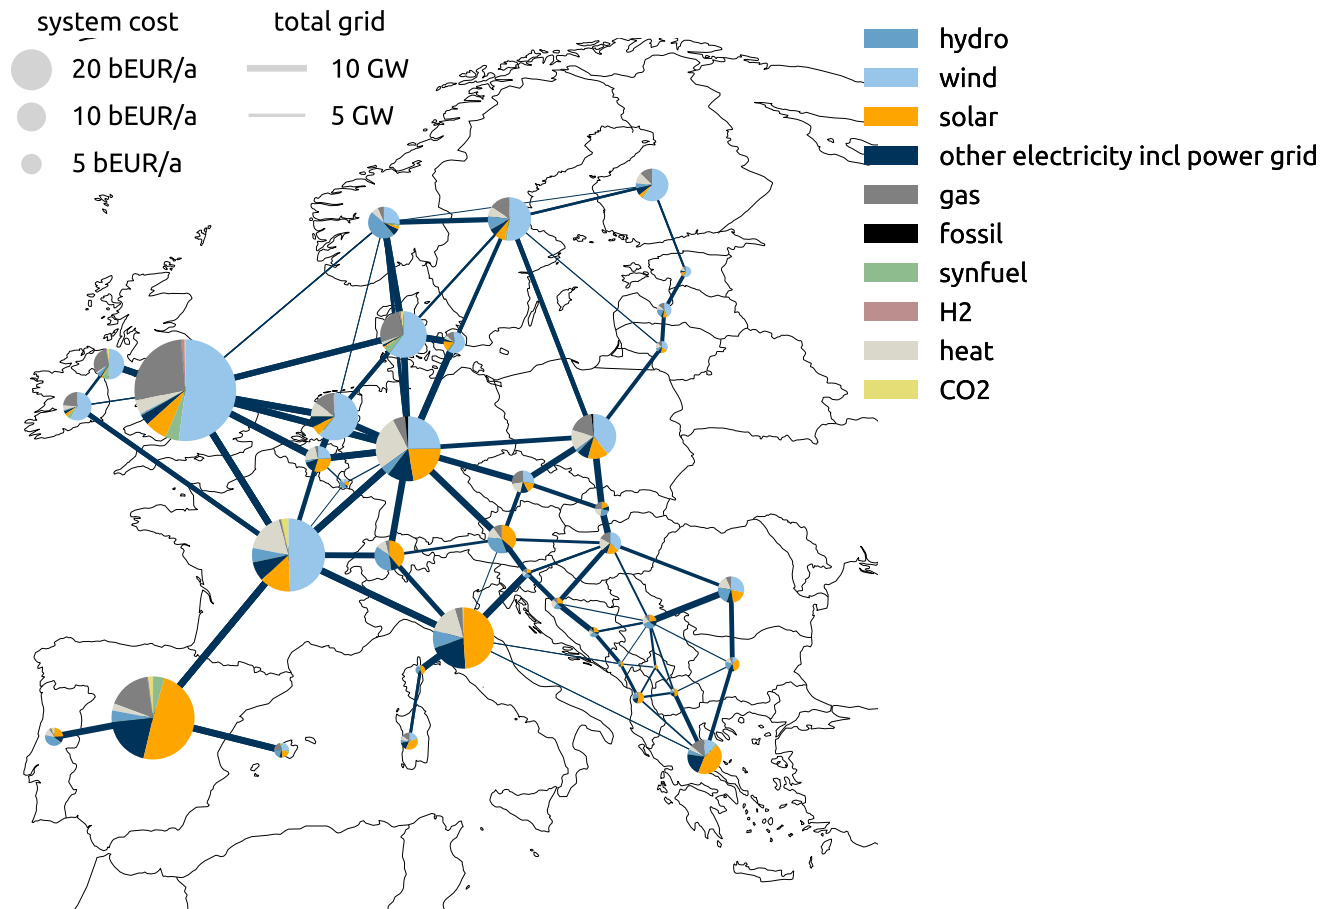 system cost
20 bEUR/a
10 bEUR/a
5 bEUR/a
total grid
10 GW
5 GW
hydro
wind
solar
other electricity incl power grid
gas
fossil
synfuel
H2
heat
CO2